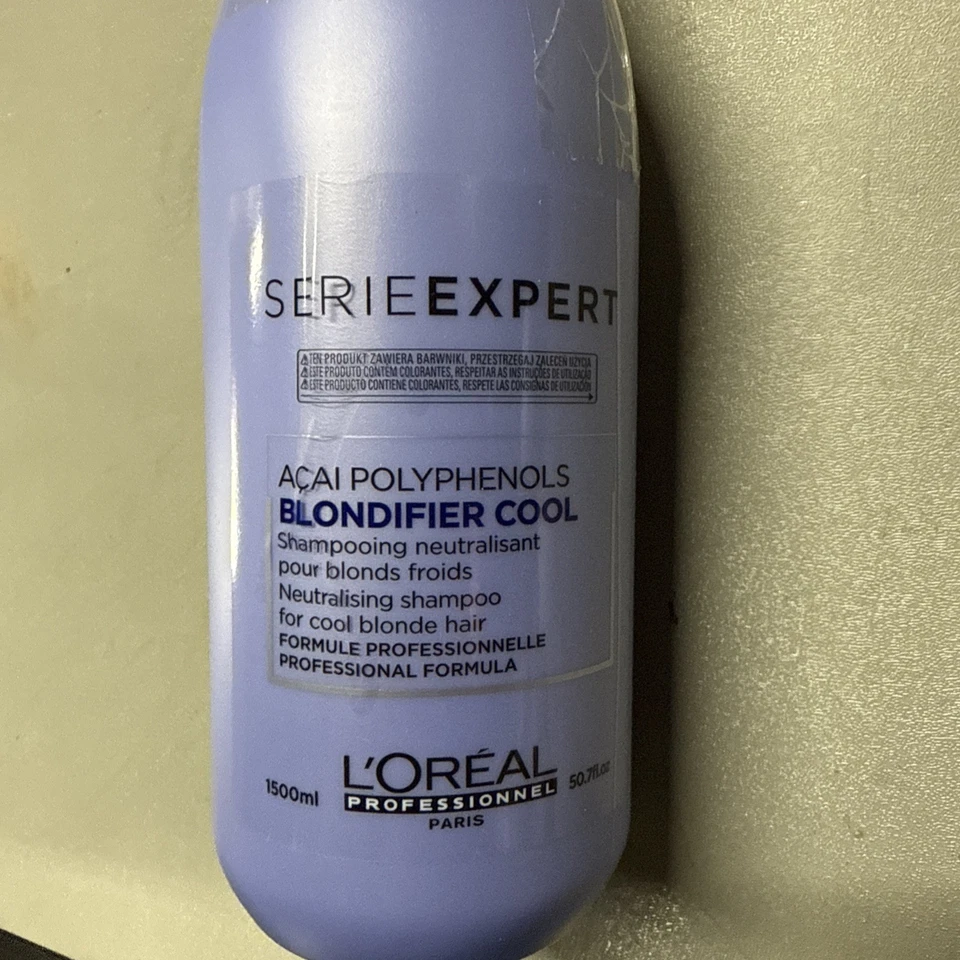 SERIEEXPERT
TEN PRODUKT ZAWIERA BARWNIKI, PRZESTRZEGAJ ZALECEŃ UŻYCIA
ESTE PRODUTO CONTÉM COLORANTES, RESPEITAR AS INSTRUÇÕES DE UTILIZAÇÃO
ESTE PRODUCTO CONTIENE COLORANTES, RESPETE LAS CONSIGNAS DE UTILIZACIÓN
AÇAI POLYPHENOLS
BLONDIFIER COOL
Shampooing neutralisant
pour blonds froids
Neutralising shampoo
for cool blonde hair
FORMULE PROFESSIONNELLE
PROFESSIONAL FORMULA
L'ORÉAL
1500ml PROFESSIONNEL 50.7fl.oz
PARIS